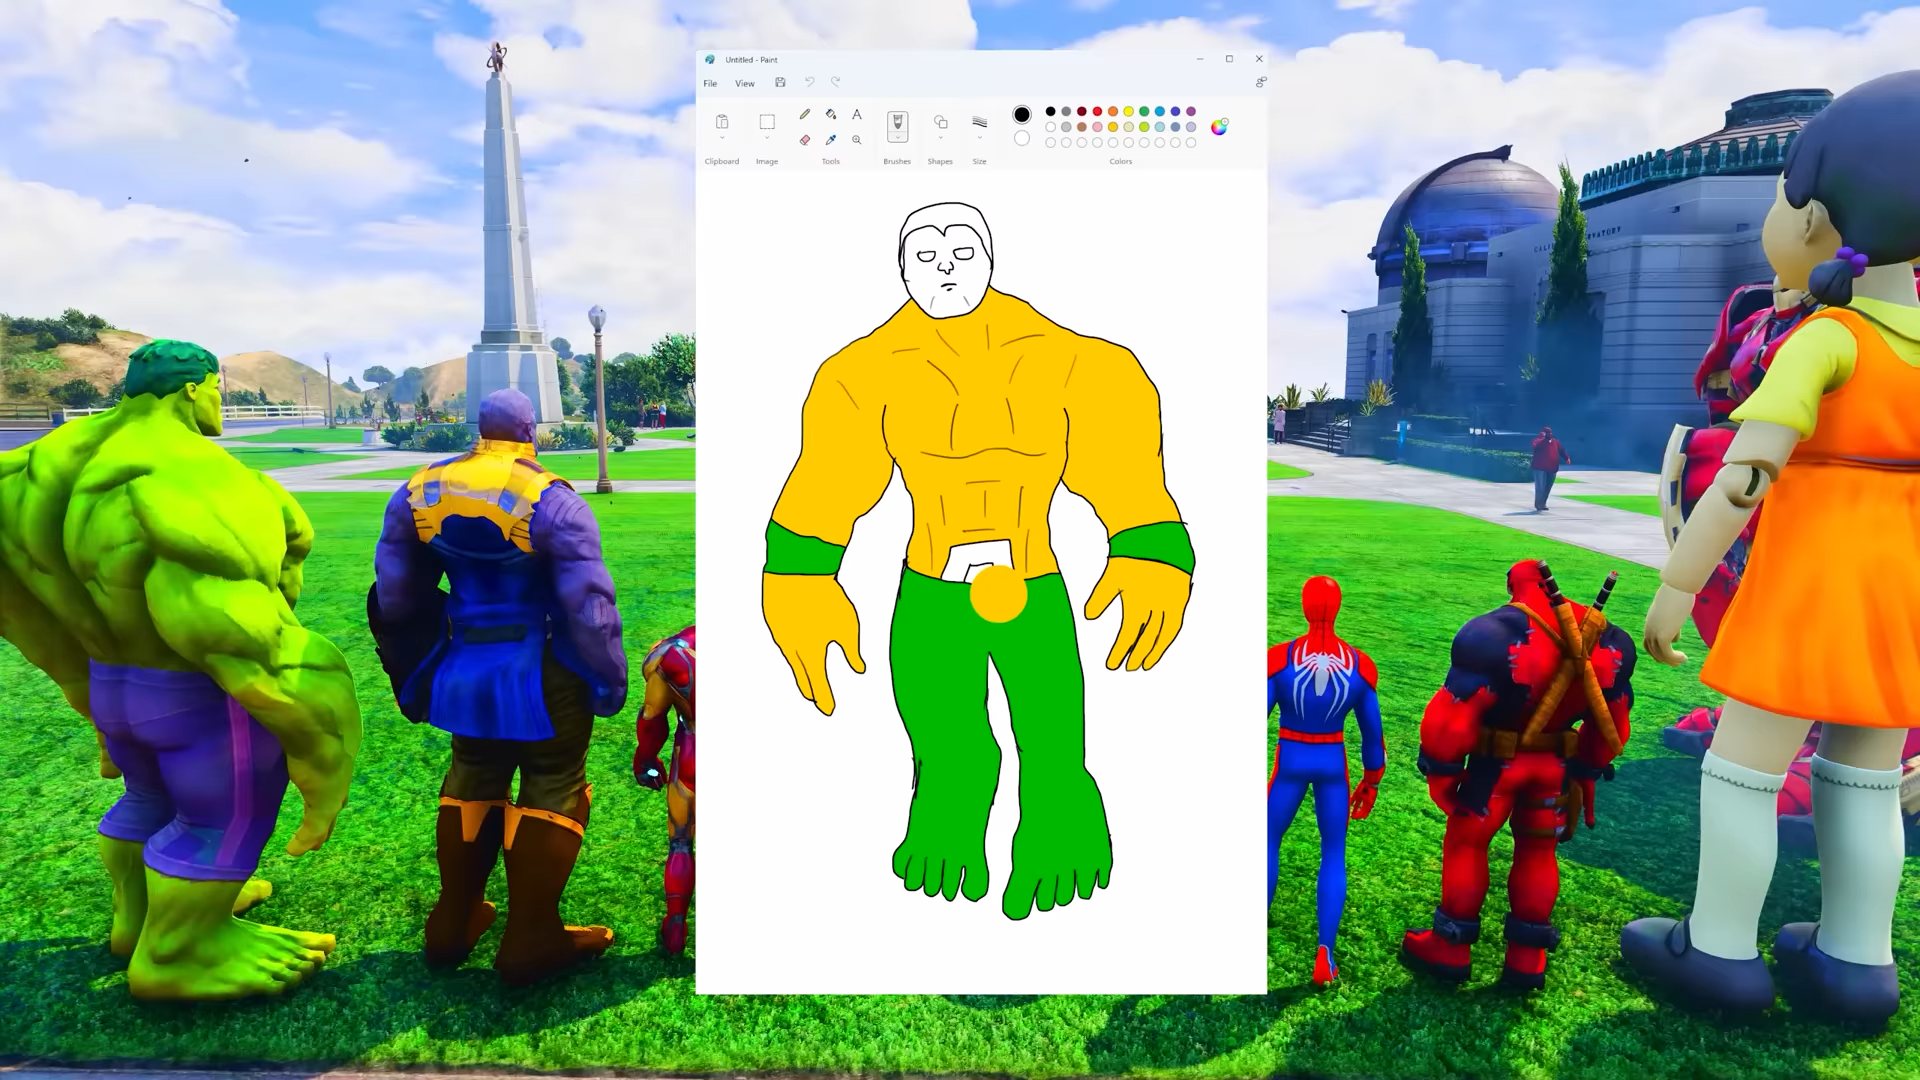 Untitled - Paint
File View
Clipboard Image Tools Brushes Shapes Size Colors